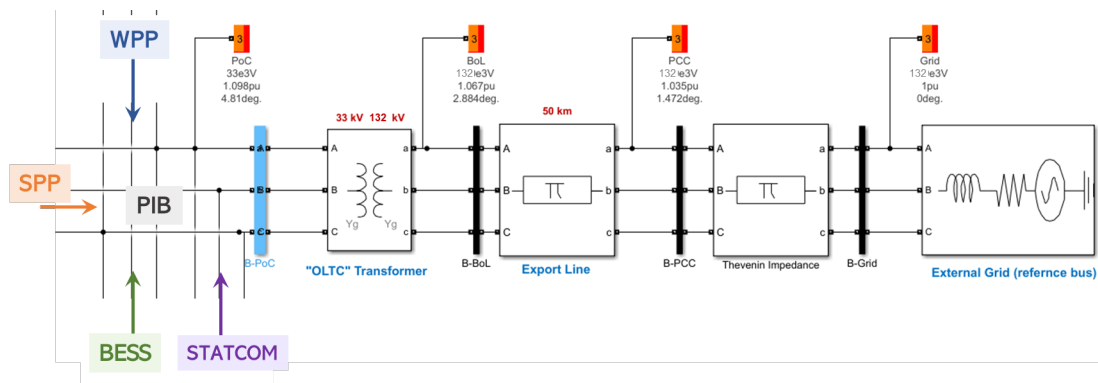 WPP
SPP
PIB
BESS
STATCOM
3
PoC
33e3V
1.098pu
4.81deg.
3
BoL
132e3V
1.067pu
2.884deg.
3
PCC
132e3V
1.035pu
1.472deg.
3
Grid
132e3V
1pu
0deg.
A
B
C
B-PoC
33 kV 132 kV
A
B
C
a
b
c
Yg Yg
"OLTC" Transformer
B-BoL
50 km
A
B
C
π
a
b
c
Export Line
B-PCC
A
B
C
π
a
b
c
Thevenin Impedance
B-Grid
A
B
C
External Grid (refernce bus)